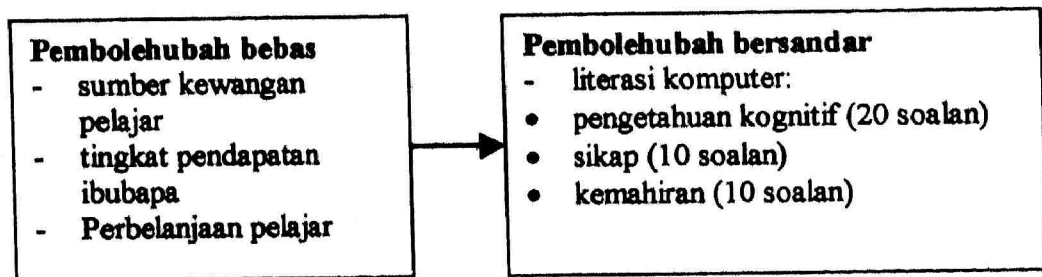 Pembolehubah bebas
- sumber kewangan
pelajar
- tingkat pendapatan
ibubapa
- Perbelanjaan pelajar
Pembolehubah bersandar
- literasi komputer:
• pengetahuan kognitif (20 soalan)
• sikap (10 soalan)
• kemahiran (10 soalan)